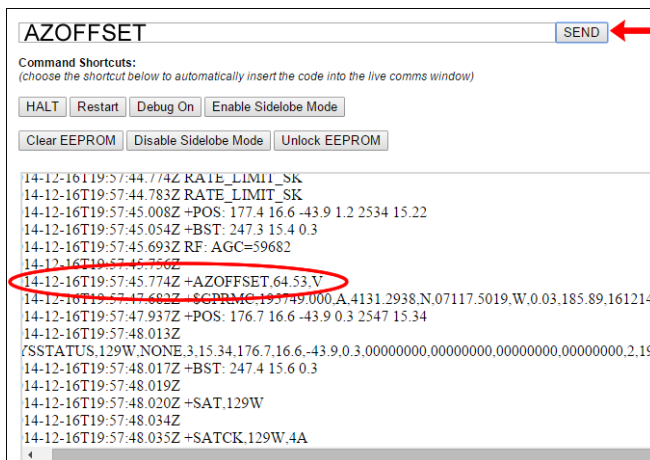 AZOFFSET SEND
Command Shortcuts:
(choose the shortcut below to automatically insert the code into the live comms window)
HALT Restart Debug On Enable Sidelobe Mode
Clear EEPROM Disable Sidelobe Mode Unlock EEPROM
14-12-16T19:57:44.774Z RATE_LIMIT_SK
14-12-16T19:57:44.783Z RATE_LIMIT_SK
14-12-16T19:57:45.008Z +POS: 177.4 16.6 -43.9 1.2 2534 15.22
14-12-16T19:57:45.054Z +BST: 247.3 15.4 0.3
14-12-16T19:57:45.693Z RF: AGC=59682
14-12-16T19:57:45.756Z
14-12-16T19:57:45.774Z +AZOFFSET,64.53,V
14-12-16T19:57:47.682Z +$GPRMC,195749.000,A,4131.2938,N,07117.5019,W,0.03,185.89,161214
14-12-16T19:57:47.937Z +POS: 176.7 16.6 -43.9 0.3 2547 15.34
14-12-16T19:57:48.013Z
YSSTATUS,129W,NONE,3,15.34,176.7,16.6,-43.9,0.3,00000000,00000000,00000000,00000000,2,19
14-12-16T19:57:48.017Z +BST: 247.4 15.6 0.3
14-12-16T19:57:48.019Z
14-12-16T19:57:48.020Z +SAT,129W
14-12-16T19:57:48.034Z
14-12-16T19:57:48.035Z +SATCK,129W,4A